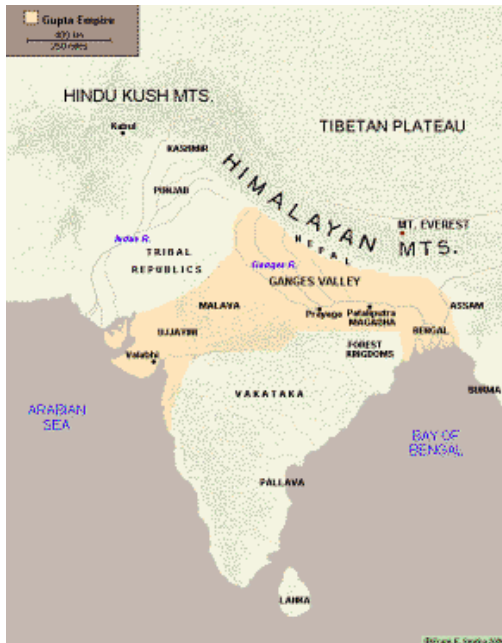 Gupta Empire
400 km
250 miles
HINDU KUSH MTS.
Kabul
TIBETAN PLATEAU
KASHMIR
PUNJAB
HIMALAYAN
MTS.
MT. EVEREST
NEPAL
Indus R.
TRIBAL
REPUBLICS
Ganges R.
GANGES VALLEY
MALAVA
Prayaga
Pataliputra
MAGADHA
ASSAM
UJJAYINI
BENGAL
Valabhi
FOREST
KINGDOMS
BURMA
VAKATAKA
ARABIAN
SEA
BAY OF
BENGAL
PALLAVA
LANKA